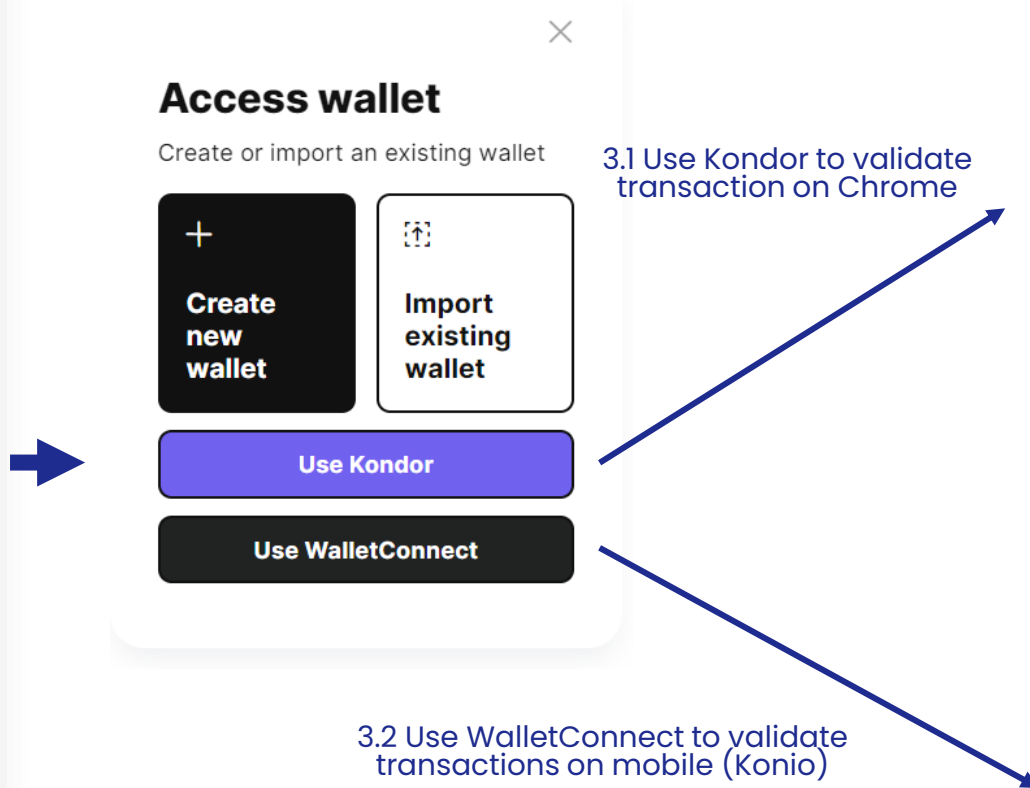 Access wallet
Create or import an existing wallet
3.1 Use Kondor to validate
transaction on Chrome
Create
new
wallet
Import
existing
wallet
Use Kondor
Use WalletConnect
3.2 Use WalletConnect to validate
transactions on mobile (Konio)